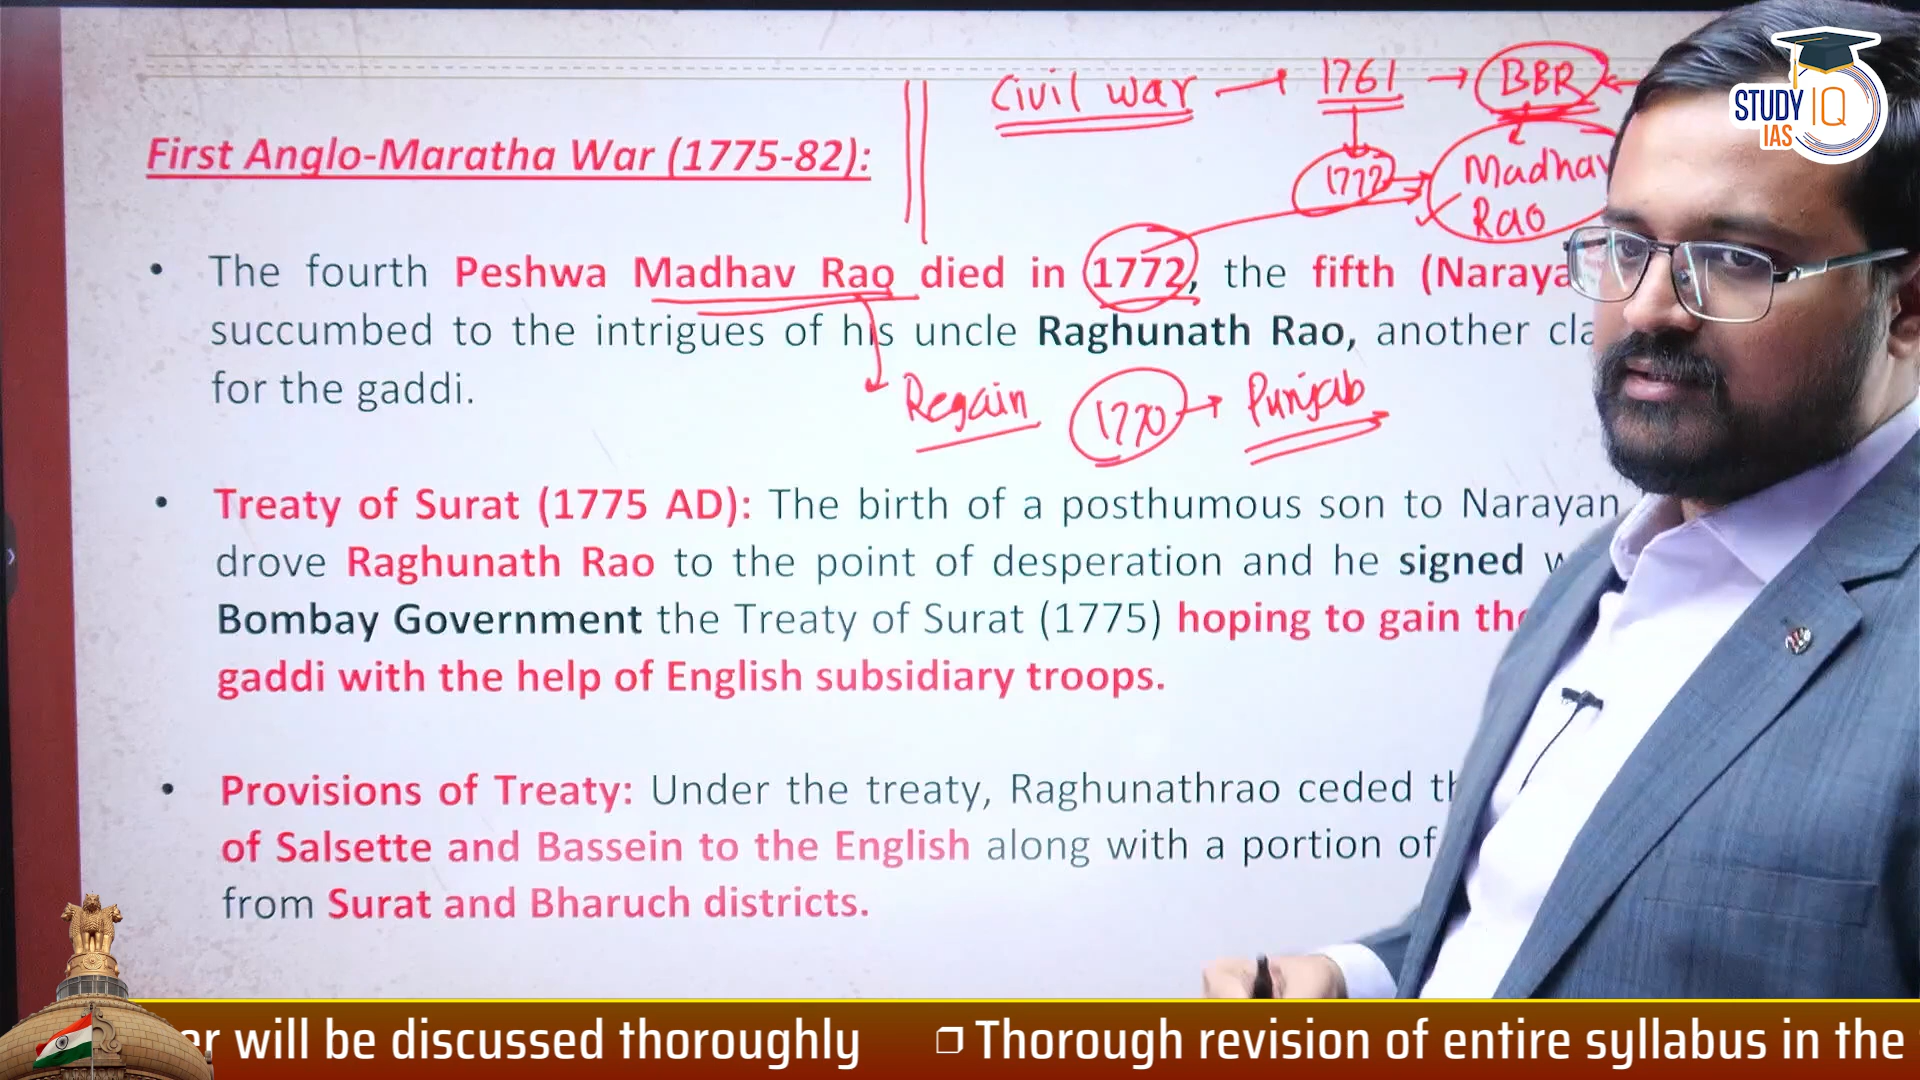 Civil war → 1761 → BBR
STUDY IQ
IAS
First Anglo-Maratha War (1775-82):
1772 → Madhav
Rao
• The fourth Peshwa Madhav Rao died in 1772, the fifth (Naraya
succumbed to the intrigues of his uncle Raghunath Rao, another cla
for the gaddi.
Regain 1770 → Punjab
• Treaty of Surat (1775 AD): The birth of a posthumous son to Narayan
drove Raghunath Rao to the point of desperation and he signed
Bombay Government the Treaty of Surat (1775) hoping to gain the
gaddi with the help of English subsidiary troops.
• Provisions of Treaty: Under the treaty, Raghunathrao ceded th
of Salsette and Bassein to the English along with a portion of
from Surat and Bharuch districts.
er will be discussed thoroughly ❐ Thorough revision of entire syllabus in the